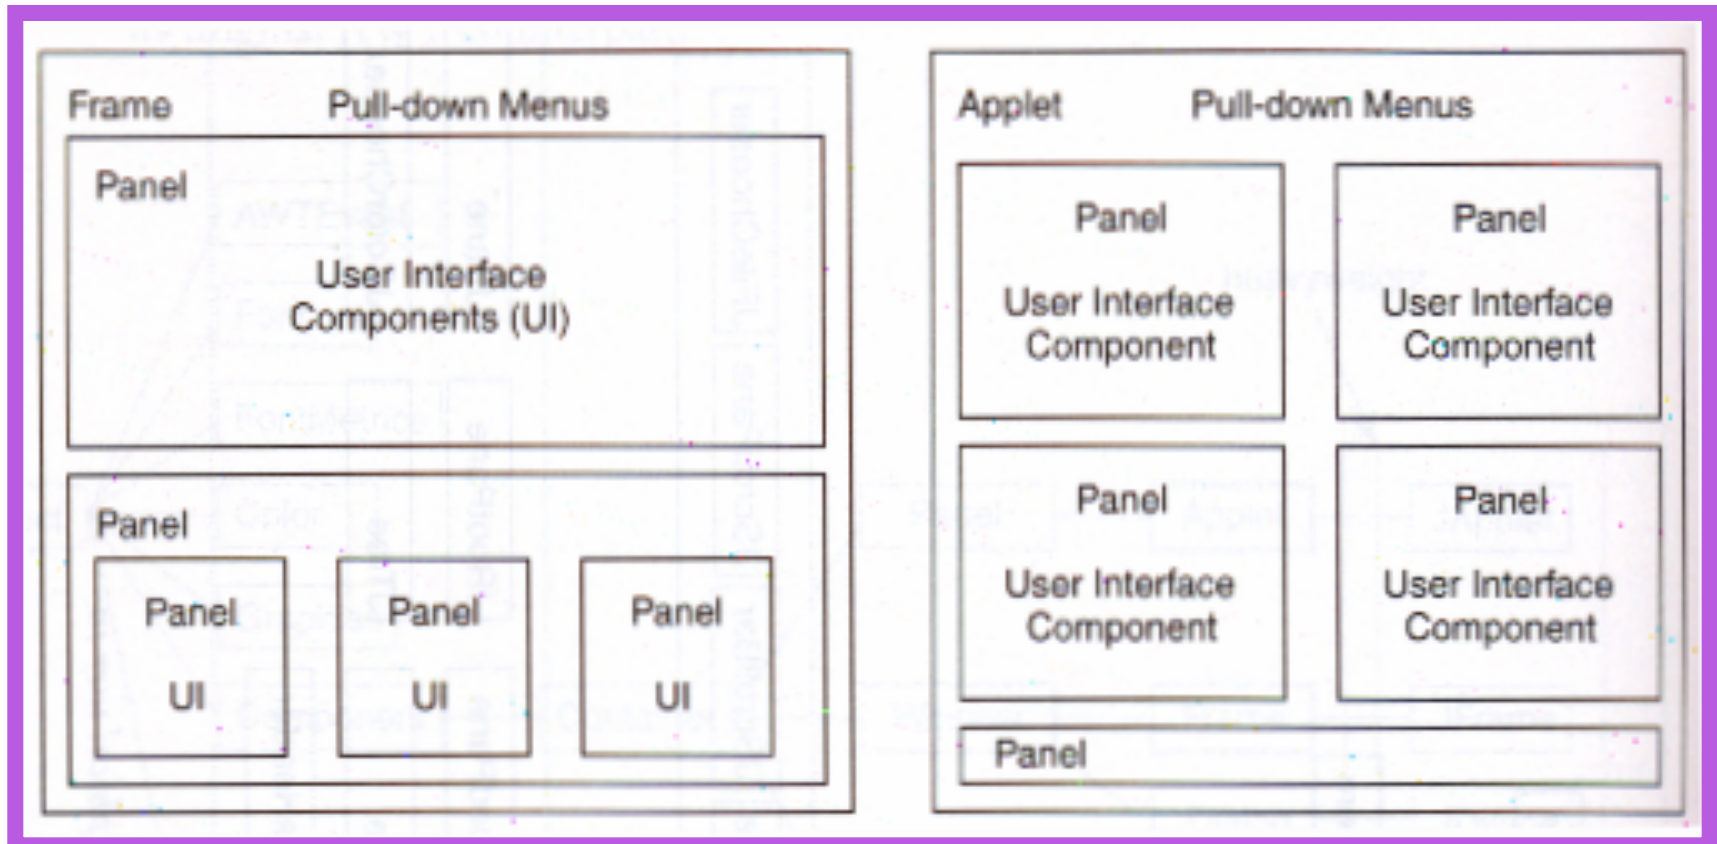 Frame Pull-down Menus
Panel
User Interface
Components (UI)
Panel
Panel Panel Panel
UI UI UI
Applet Pull-down Menus
Panel Panel
User Interface User Interface
Component Component
Panel Panel
User Interface User Interface
Component Component
Panel